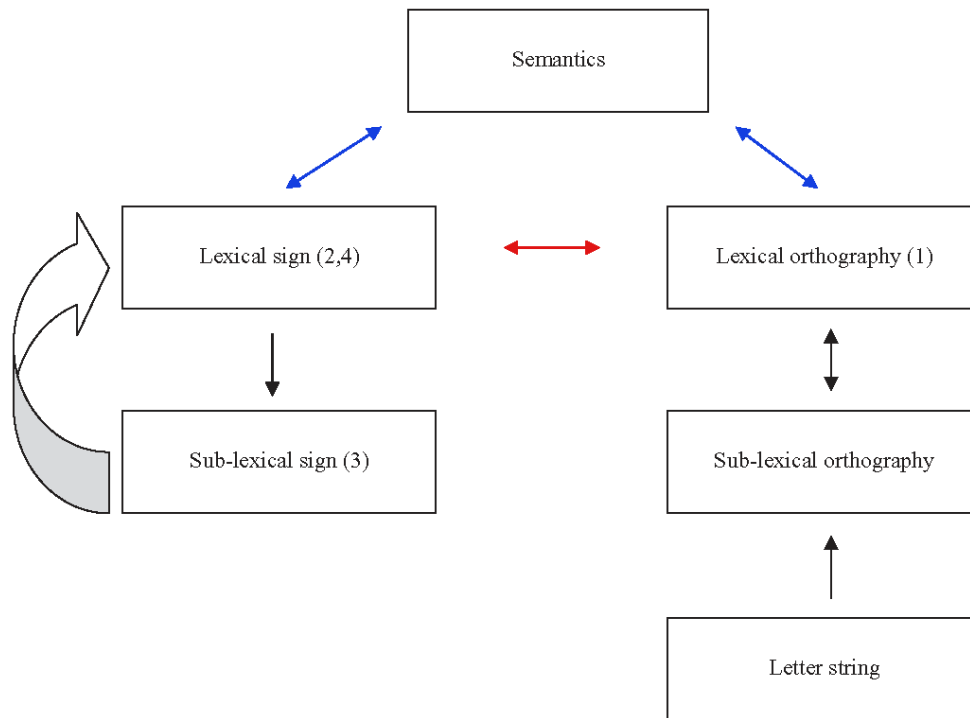 Semantics
Lexical sign (2,4)
Lexical orthography (1)
Sub-lexical sign (3)
Sub-lexical orthography
Letter string